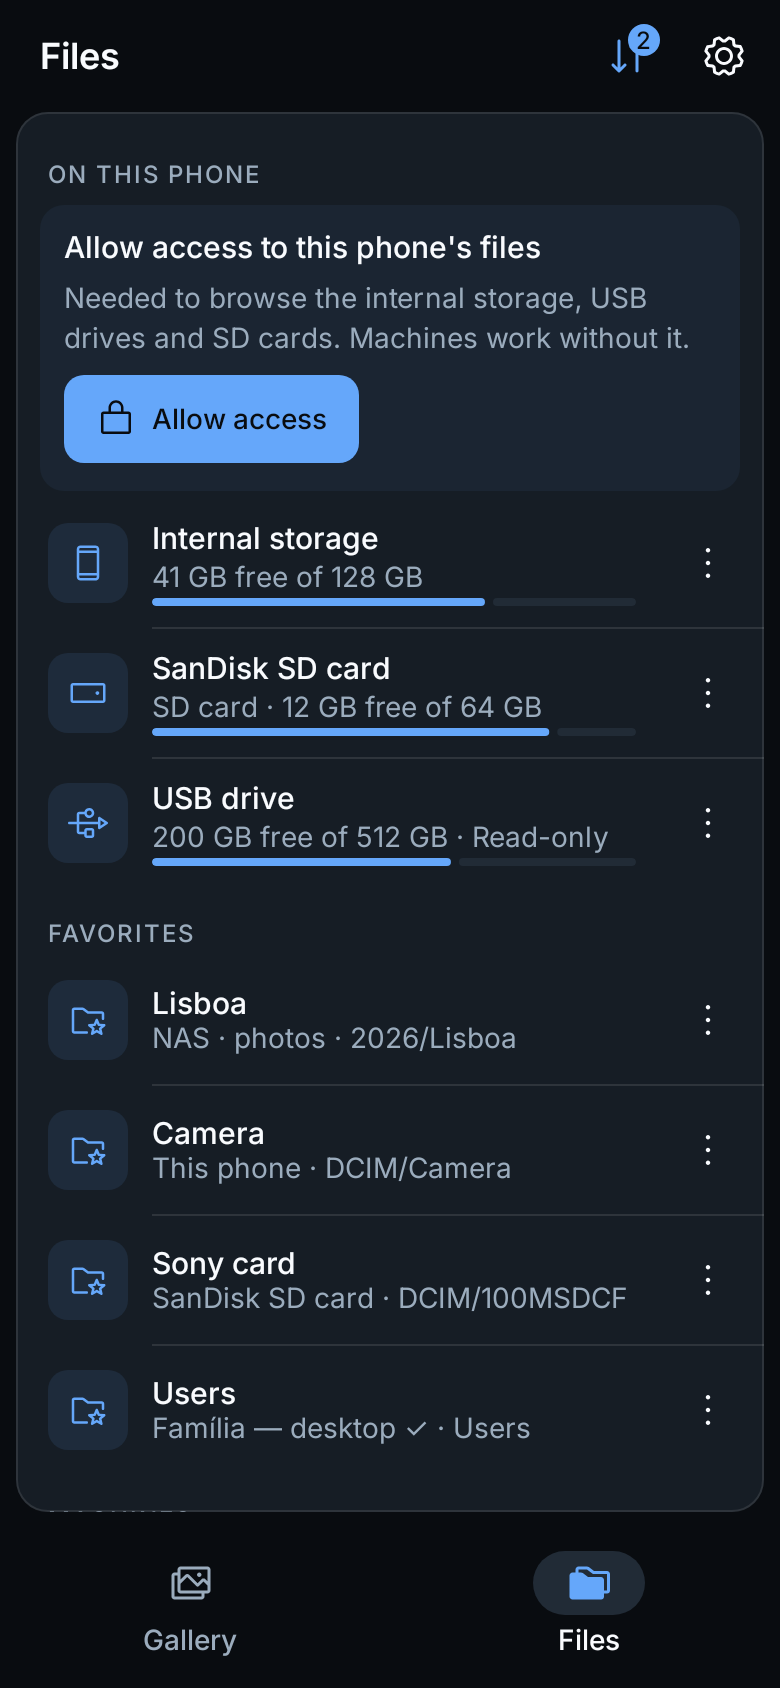 Files
2
ON THIS PHONE
Allow access to this phone's files
Needed to browse the internal storage, USB
drives and SD cards. Machines work without it.
Allow access
Internal storage
41 GB free of 128 GB
SanDisk SD card
SD card · 12 GB free of 64 GB
USB drive
200 GB free of 512 GB · Read-only
FAVORITES
Lisboa
NAS · photos · 2026/Lisboa
Camera
This phone · DCIM/Camera
Sony card
SanDisk SD card · DCIM/100MSDCF
Users
Família — desktop ✓ · Users
Gallery
Files